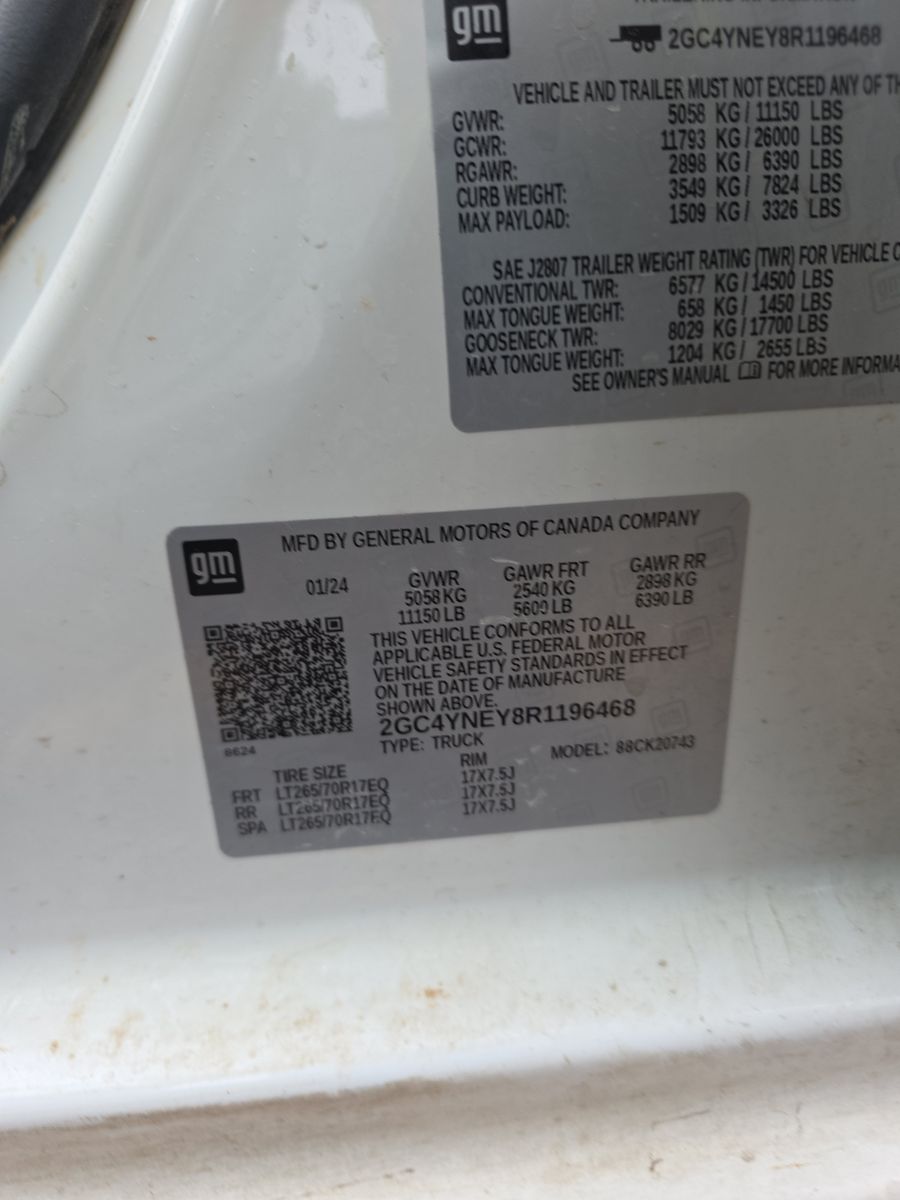 gm
2GC4YNEY8R1196468
VEHICLE AND TRAILER MUST NOT EXCEED ANY OF
GVWR: 5058 KG / 11150 LBS
GCWR: 11793 KG / 26000 LBS
RGAWR: 2898 KG / 6390 LBS
CURB WEIGHT: 3549 KG / 7824 LBS
MAX PAYLOAD: 1509 KG / 3326 LBS
SAE J2807 TRAILER WEIGHT RATING (TWR) FOR VEHICLE
CONVENTIONAL TWR: 6577 KG / 14500 LBS
MAX TONGUE WEIGHT: 658 KG / 1450 LBS
GOOSENECK TWR: 8029 KG / 17700 LBS
MAX TONGUE WEIGHT: 1204 KG / 2655 LBS
SEE OWNER'S MANUAL FOR MORE INFORMA
gm
MFD BY GENERAL MOTORS OF CANADA COMPANY
01/24 GVWR GAWR FRT GAWR RR
5058 KG 2540 KG 2898 KG
11150 LB 5600 LB 6390 LB
THIS VEHICLE CONFORMS TO ALL
APPLICABLE U.S. FEDERAL MOTOR
VEHICLE SAFETY STANDARDS IN EFFECT
ON THE DATE OF MANUFACTURE
SHOWN ABOVE.
2GC4YNEY8R1196468
8624
TYPE: TRUCK MODEL: 88CK20743
TIRE SIZE RIM
FRT LT265/70R17EQ 17X7.5J
RR LT265/70R17EQ 17X7.5J
SPA LT265/70R17EQ 17X7.5J